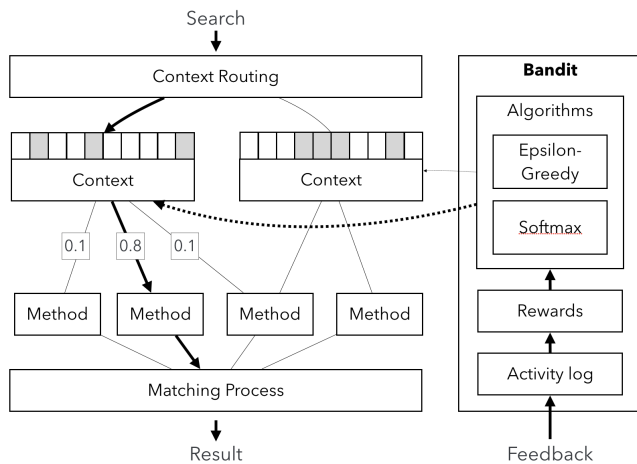 Search
Context Routing
Context
Context
0.1
0.8
0.1
Method
Method
Method
Method
Matching Process
Result
Bandit
Algorithms
Epsilon-
Greedy
Softmax
Rewards
Activity log
Feedback